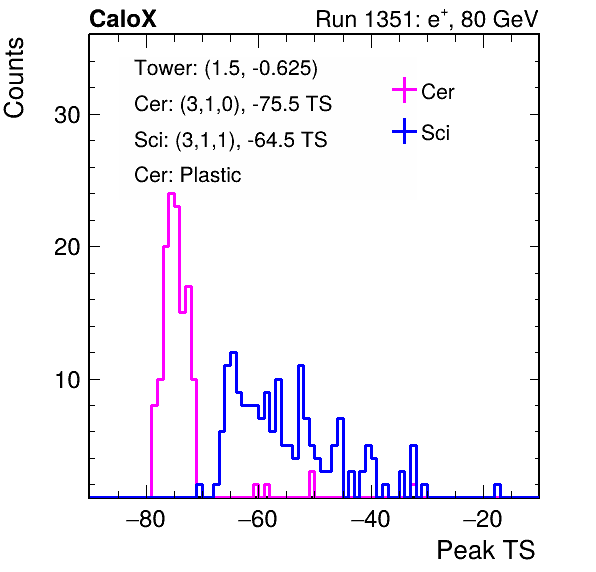 CaloX Run 1351: e⁺, 80 GeV
Counts
Tower: (1.5, -0.625)
Cer: (3,1,0), -75.5 TS
Sci: (3,1,1), -64.5 TS
Cer: Plastic
Cer
Sci
30
20
10
−80 −60 −40 −20
Peak TS